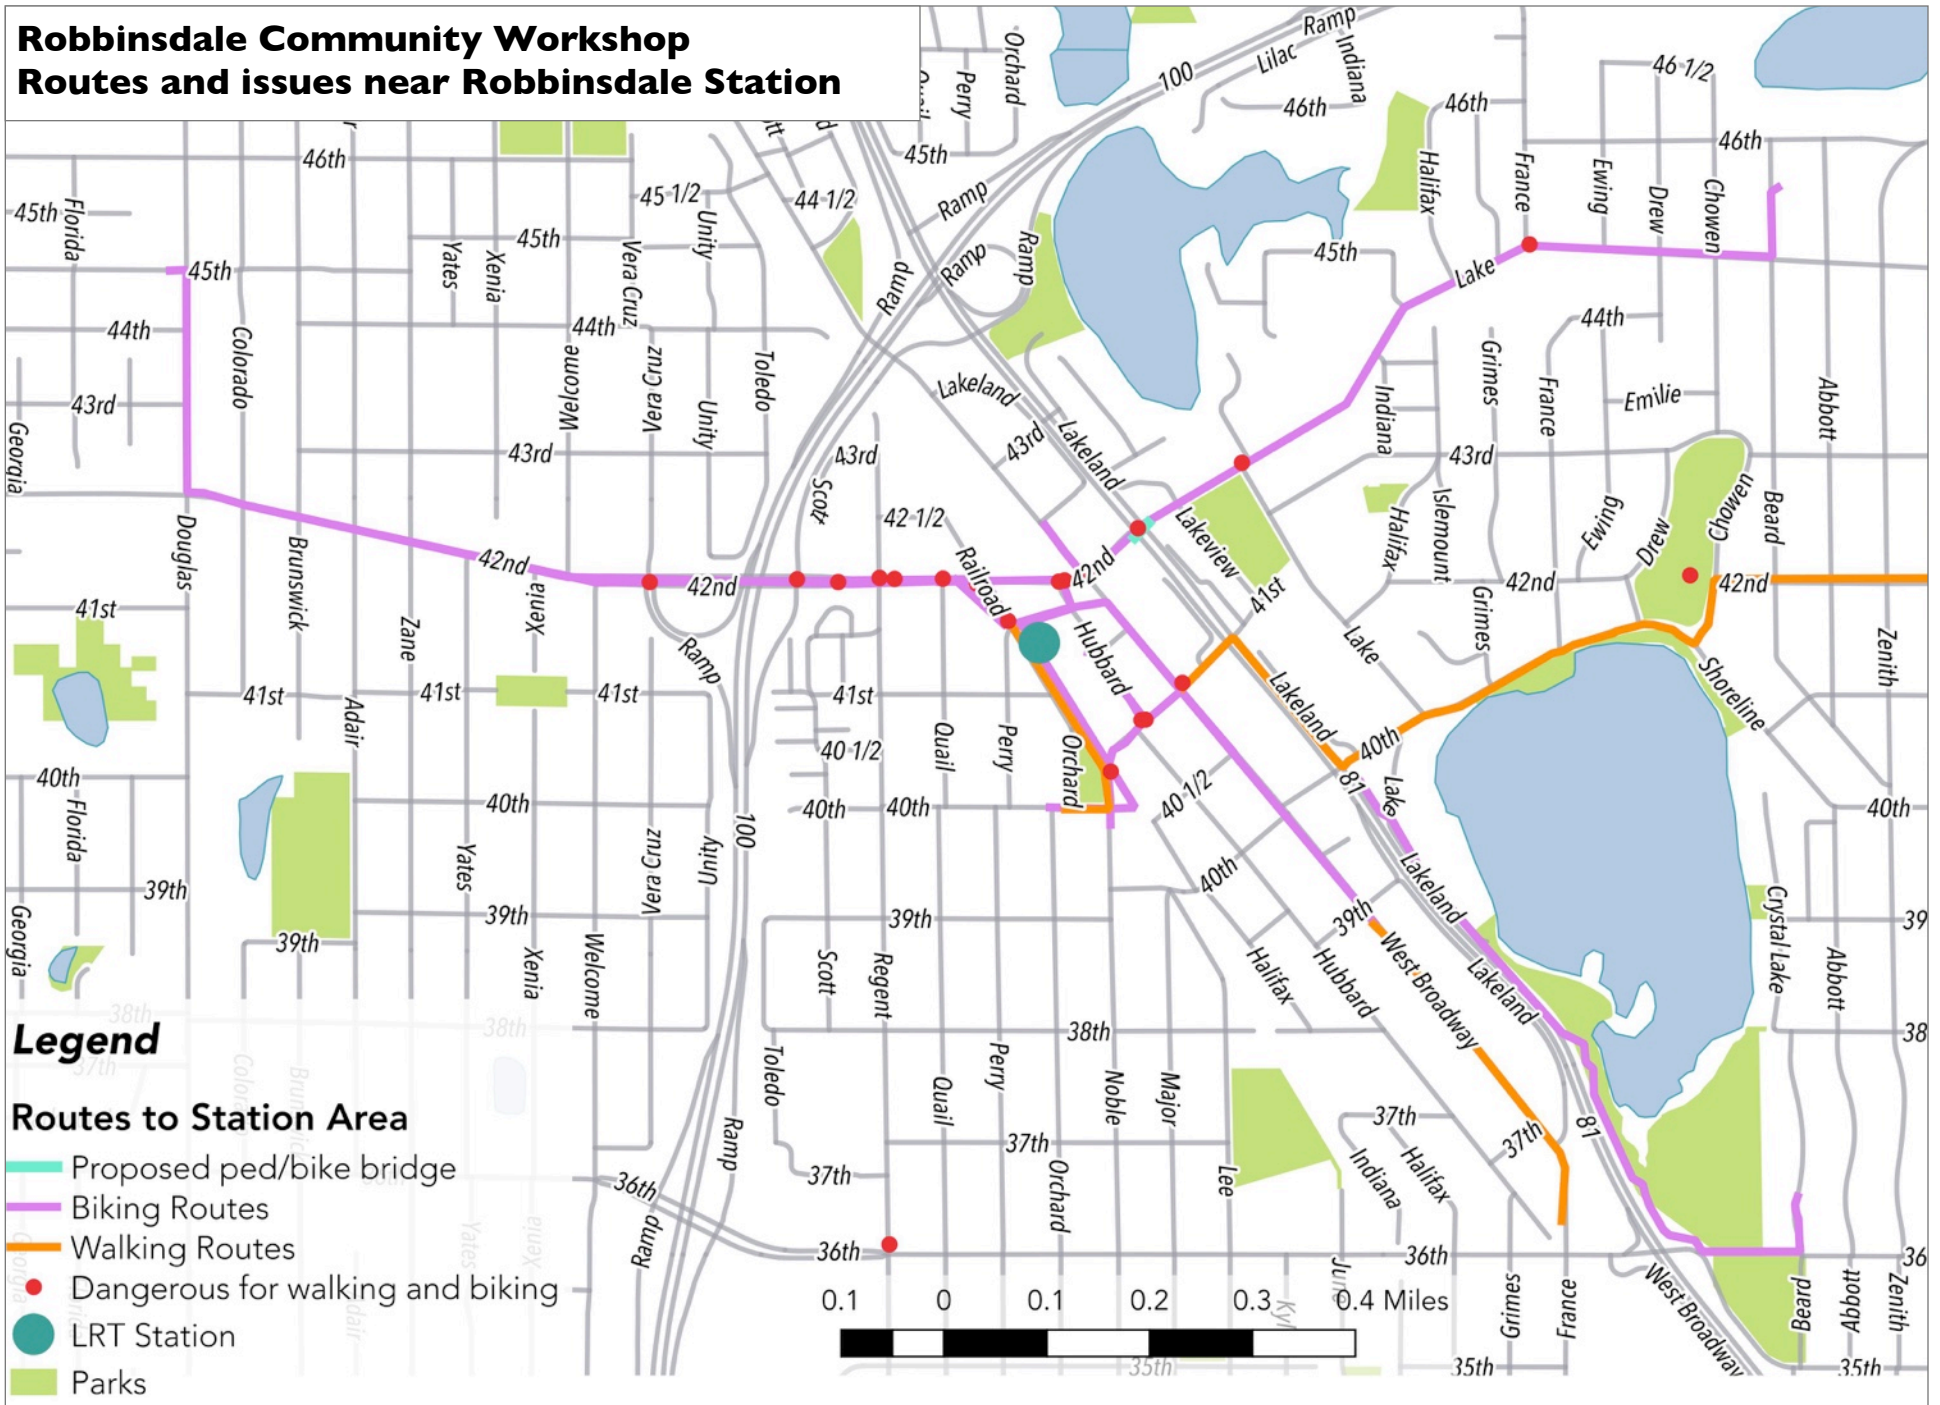 Robbinsdale Community Workshop
Routes and issues near Robbinsdale Station
Orchard
Perry
Ramp
Lilac
Indiana
100
46th
46th
46 1/2
46th
46th
45th
45 1/2
44 1/2
Ramp
Halifax
France
Ewing
Drew
Chowen
45th
Florida
45th
Yates
Xenia
Vera Cruz
Unity
Ramp
Ramp
Ramp
45th
Lake
45th
44th
Colorado
44th
Welcome
Vera Cruz
Unity
Toledo
Lakeland
44th
Grimes
France
Emilie
Abbott
Indiana
43rd
Georgia
43rd
43rd
Scott
43rd
Lakeland
43rd
Halifax
Islemount
Ewing
Drew
Chowen
Beard
Douglas
Brunswick
42nd
42 1/2
42nd
Railroad
42nd
Lakeview
41st
42nd
42nd
Grimes
41st
Zane
Xenia
Ramp
Hubbard
Lake
Zenith
Shoreline
41st
Adair
41st
41st
41st
Quail
Perry
Orchard
Lakeland
40th
81
Lake
40 1/2
40 1/2
40th
Florida
40th
Yates
Vera Cruz
Unity
100
40th
40th
40th
40th
39th
39th
39th
39th
39th
39
Georgia
39th
Xenia
Welcome
Scott
Regent
Halifax
Hubbard
West Broadway
Lakeland
Lakeland
Crystal Lake
Abbott
38th
38th
38th
38
37th
Colorado
Brunswick
Toledo
Perry
Quail
Noble
Major
Ramp
37th
37th
37th
37th
81
36th
Ramp
36th
Orchard
Lee
Indiana
Halifax
36th
36
Yates
Xenia
June
Grimes
France
West Broadway
Beard
Abbott
Zenith
35th
35th
35th
Legend
Routes to Station Area
Proposed ped/bike bridge
Biking Routes
Walking Routes
Dangerous for walking and biking
LRT Station
Parks
0.1 0 0.1 0.2 0.3 0.4 Miles